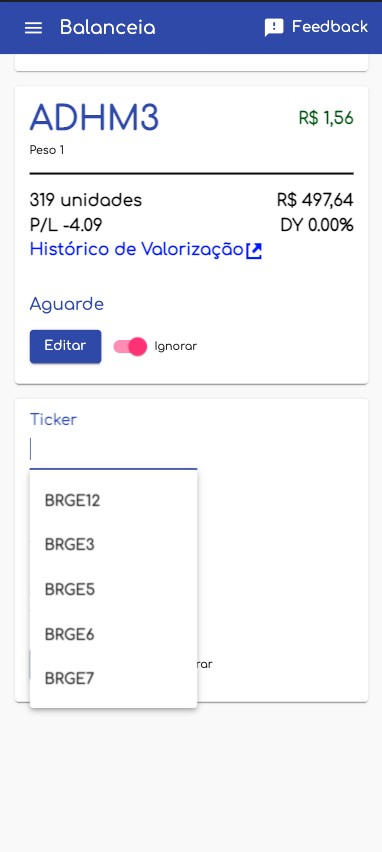 Balanceia
Feedback
ADHM3
R$ 1,56
Peso 1
319 unidades
R$ 497,64
P/L -4.09
DY 0.00%
Histórico de Valorização
Aguarde
Editar
Ignorar
Ticker
BRGE12
BRGE3
BRGE5
BRGE6
BRGE7
rar